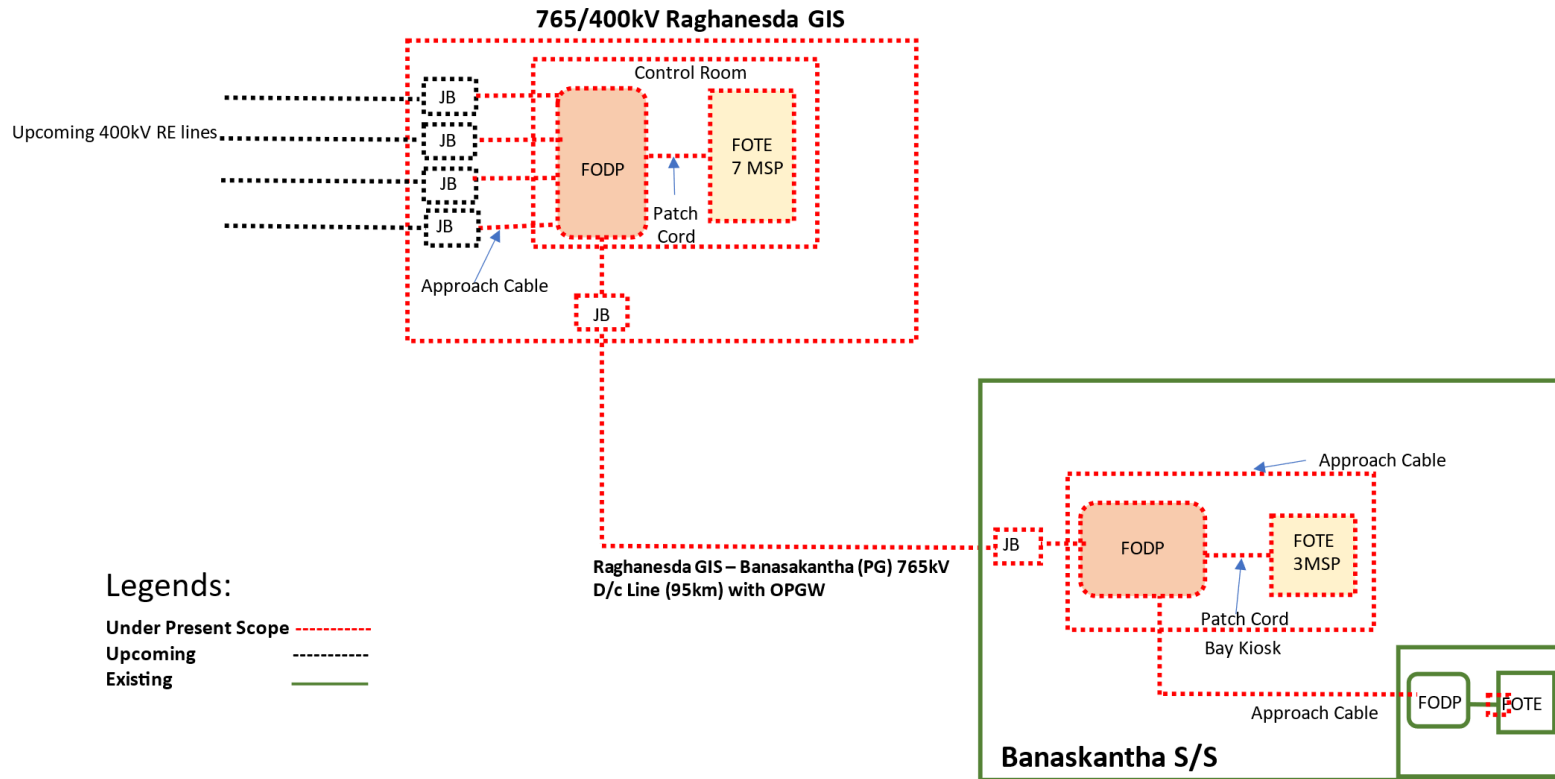 765/400kV Raghanesda GIS
Control Room
JB
Upcoming 400kV RE lines
JB
JB
JB
FODP
FOTE
7 MSP
Patch
Cord
Approach Cable
JB
Approach Cable
JB
FODP
FOTE
3MSP
Raghanesda GIS – Banasakantha (PG) 765kV
D/c Line (95km) with OPGW
Patch Cord
Bay Kiosk
Legends:
Under Present Scope
Upcoming
Existing
FODP
FOTE
Approach Cable
Banaskantha S/S